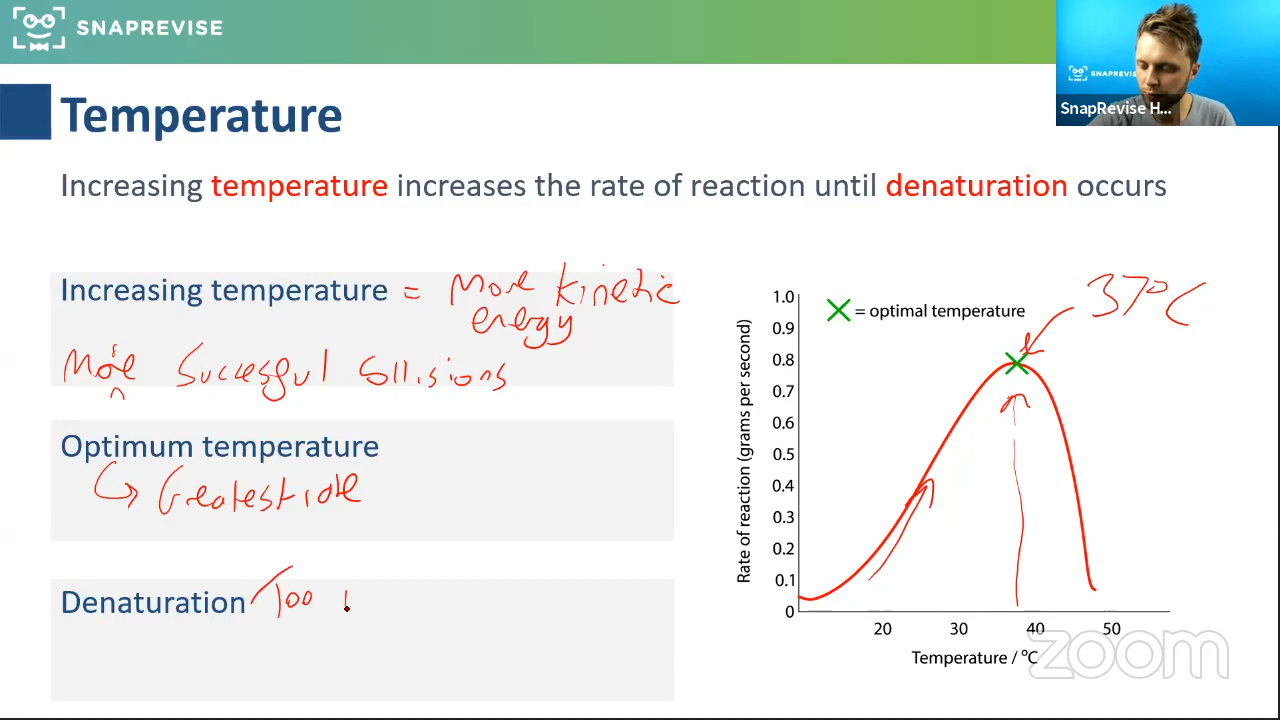 SNAPREVISE
SNAPREVISE
SnapRevise H...
Temperature
Increasing temperature increases the rate of reaction until denaturation occurs
Increasing temperature = More kinetic
energy
More Successful Collisions
Optimum temperature
↳ Greatest rate
Denaturation / Too
37°C
× = optimal temperature
Rate of reaction (grams per second)
1.0
0.9
0.8
0.7
0.6
0.5
0.4
0.3
0.2
0.1
0
20 30 40 50
Temperature / °C
zoom